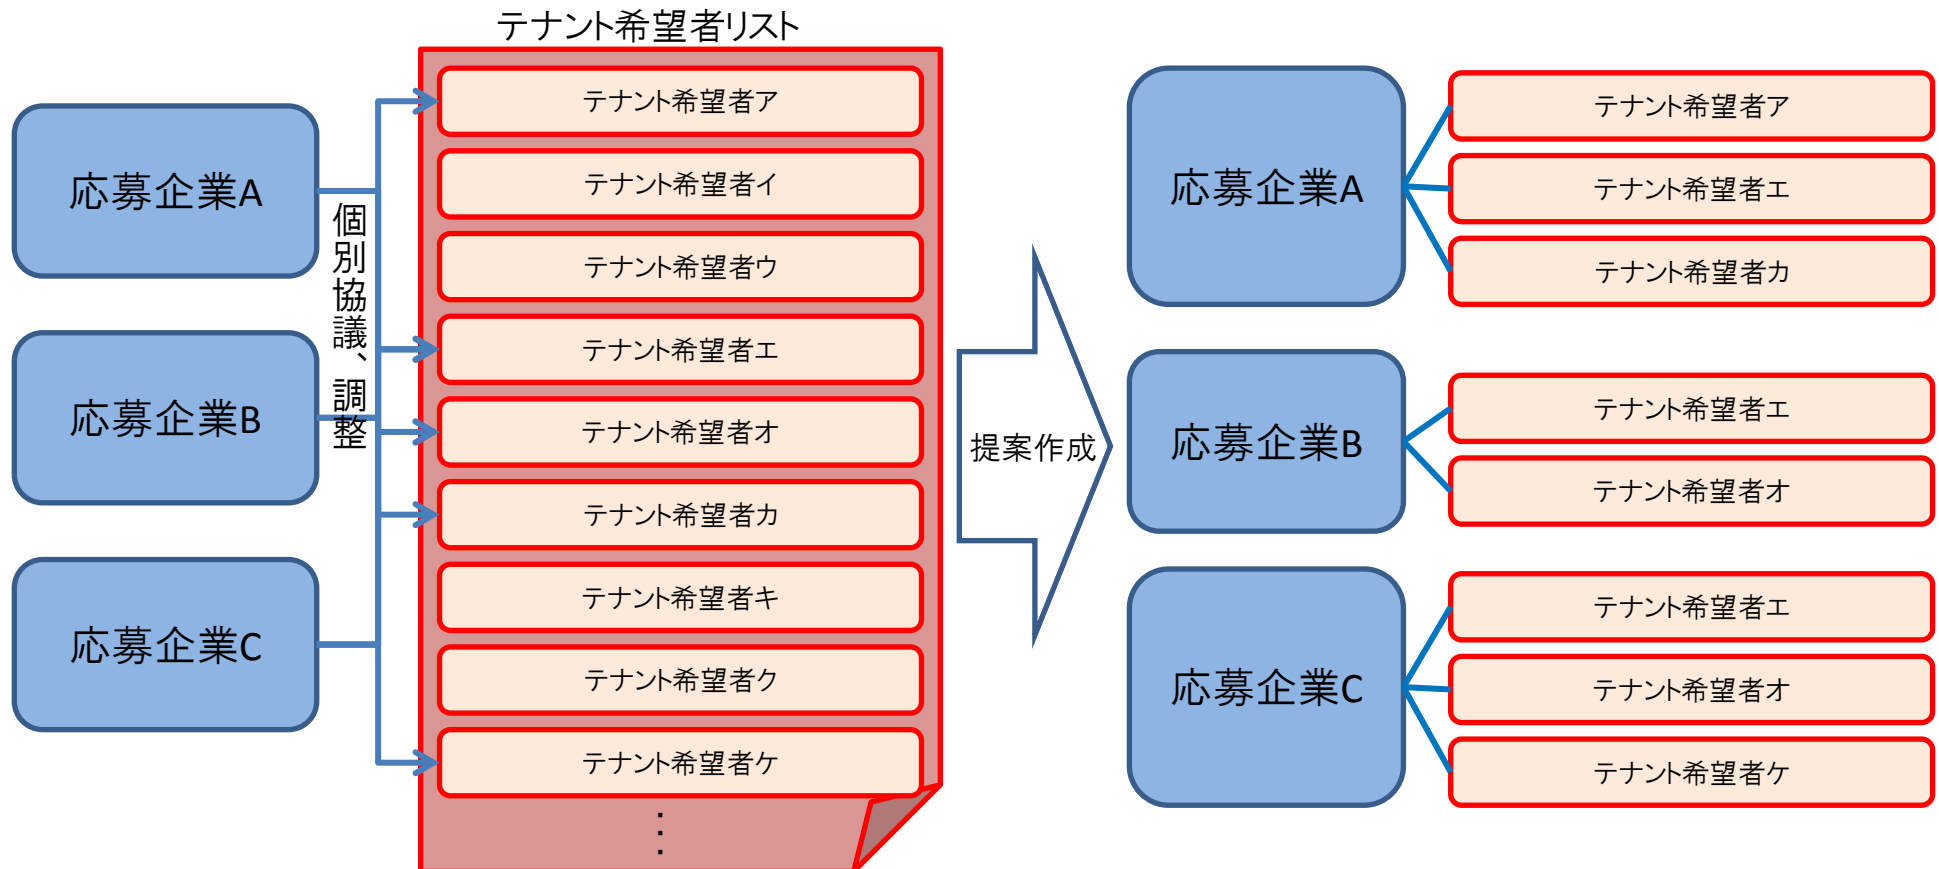 テナント希望者リスト
応募企業A
応募企業B
応募企業C
個別協議、調整
テナント希望者ア
テナント希望者イ
テナント希望者ウ
テナント希望者エ
テナント希望者オ
テナント希望者カ
テナント希望者キ
テナント希望者ク
テナント希望者ケ
⋮
提案作成
応募企業A
テナント希望者ア
テナント希望者エ
テナント希望者カ
応募企業B
テナント希望者エ
テナント希望者オ
応募企業C
テナント希望者エ
テナント希望者オ
テナント希望者ケ